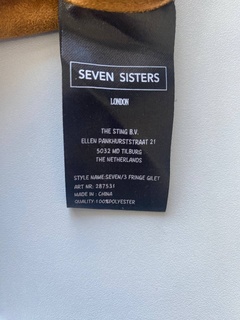 SEVEN SISTERS
LONDON
THE STING B.V.
ELLEN PANKHURSTSTRAAT 21
5032 MD TILBURG
THE NETHERLANDS
STYLE NAME:SEVEN/3 FRINGE GILET
ART NR: 287531
MADE IN : CHINA
QUALITY:100%POLYESTER